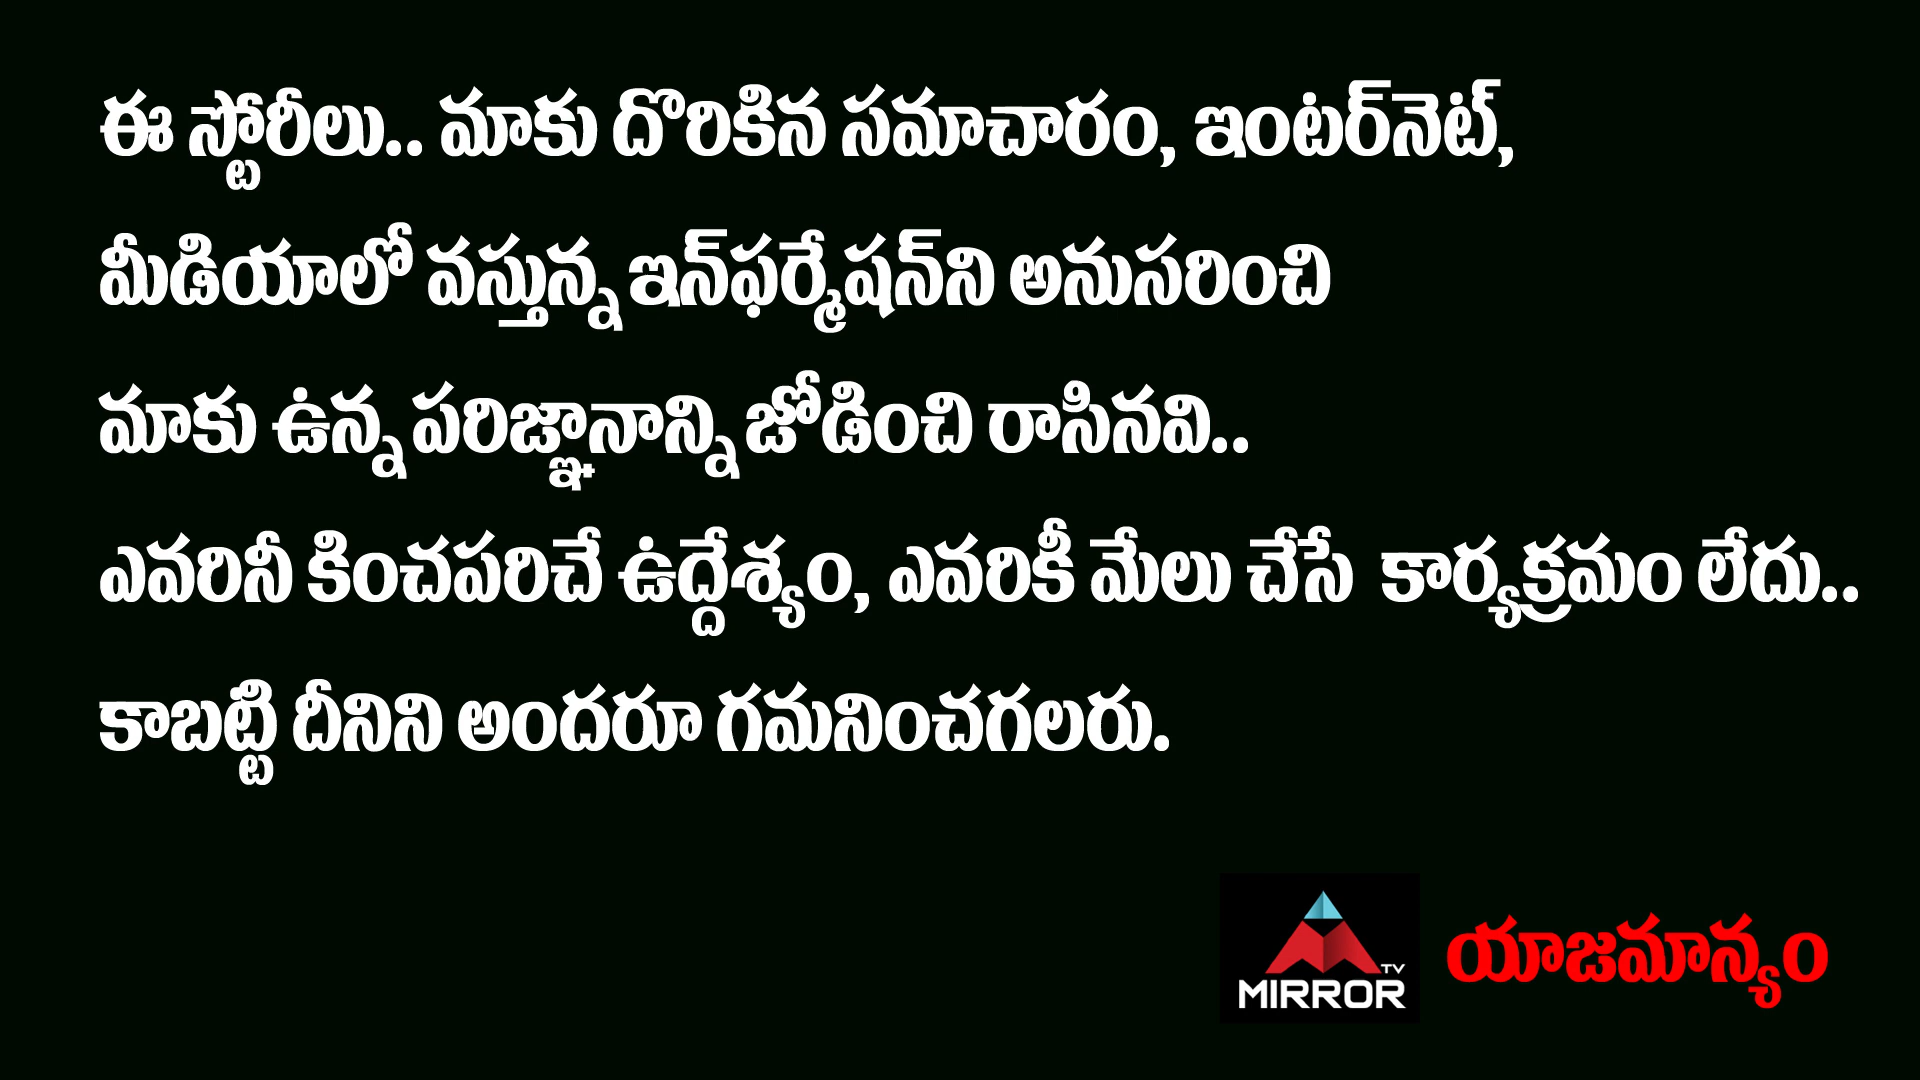 ఈ స్టోరీలు.. మాకు దొరికిన సమాచారం, ఇంటర్‌నెట్,
మీడియాలో వస్తున్న ఇన్‌ఫర్మేషన్‌ని అనుసరించి
మాకు ఉన్న పరిజ్ఞానాన్ని జోడించి రాసినవి..
ఎవరినీ కించపరిచే ఉద్దేశ్యం, ఎవరికీ మేలు చేసే కార్యక్రమం లేదు..
కాబట్టి దీనిని అందరూ గమనించగలరు.
TV
MIRROR
యాజమాన్యం